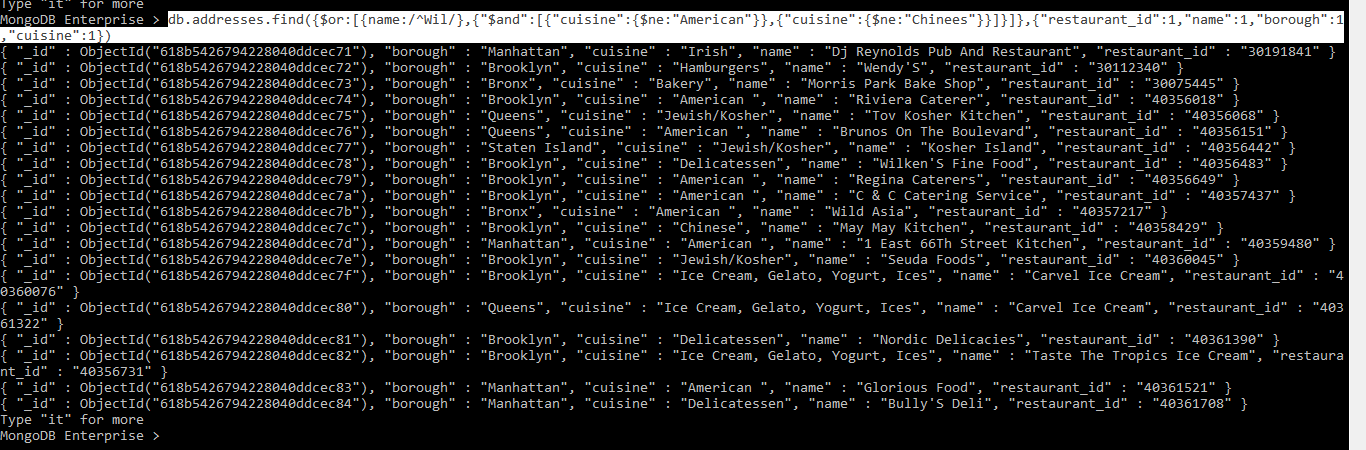 Type "it" for more
MongoDB Enterprise > db.addresses.find({$or:[{name:/^Wil/},{"$and":[{"cuisine":{$ne:"American"}},{"cuisine":{$ne:"Chinees"}}]}]},{"restaurant_id":1,"name":1,"borough":1
,"cuisine":1})
{ "_id" : ObjectId("618b5426794228040ddcec71"), "borough" : "Manhattan", "cuisine" : "Irish", "name" : "Dj Reynolds Pub And Restaurant", "restaurant_id" : "30191841" }
{ "_id" : ObjectId("618b5426794228040ddcec72"), "borough" : "Brooklyn", "cuisine" : "Hamburgers", "name" : "Wendy'S", "restaurant_id" : "30112340" }
{ "_id" : ObjectId("618b5426794228040ddcec73"), "borough" : "Bronx", "cuisine" : "Bakery", "name" : "Morris Park Bake Shop", "restaurant_id" : "30075445" }
{ "_id" : ObjectId("618b5426794228040ddcec74"), "borough" : "Brooklyn", "cuisine" : "American ", "name" : "Riviera Caterer", "restaurant_id" : "40356018" }
{ "_id" : ObjectId("618b5426794228040ddcec75"), "borough" : "Queens", "cuisine" : "Jewish/Kosher", "name" : "Tov Kosher Kitchen", "restaurant_id" : "40356068" }
{ "_id" : ObjectId("618b5426794228040ddcec76"), "borough" : "Queens", "cuisine" : "American ", "name" : "Brunos On The Boulevard", "restaurant_id" : "40356151" }
{ "_id" : ObjectId("618b5426794228040ddcec77"), "borough" : "Staten Island", "cuisine" : "Jewish/Kosher", "name" : "Kosher Island", "restaurant_id" : "40356442" }
{ "_id" : ObjectId("618b5426794228040ddcec78"), "borough" : "Brooklyn", "cuisine" : "Delicatessen", "name" : "Wilken'S Fine Food", "restaurant_id" : "40356483" }
{ "_id" : ObjectId("618b5426794228040ddcec79"), "borough" : "Brooklyn", "cuisine" : "American ", "name" : "Regina Caterers", "restaurant_id" : "40356649" }
{ "_id" : ObjectId("618b5426794228040ddcec7a"), "borough" : "Brooklyn", "cuisine" : "American ", "name" : "C & C Catering Service", "restaurant_id" : "40357437" }
{ "_id" : ObjectId("618b5426794228040ddcec7b"), "borough" : "Bronx", "cuisine" : "American ", "name" : "Wild Asia", "restaurant_id" : "40357217" }
{ "_id" : ObjectId("618b5426794228040ddcec7c"), "borough" : "Brooklyn", "cuisine" : "Chinese", "name" : "May May Kitchen", "restaurant_id" : "40358429" }
{ "_id" : ObjectId("618b5426794228040ddcec7d"), "borough" : "Manhattan", "cuisine" : "American ", "name" : "1 East 66Th Street Kitchen", "restaurant_id" : "40359480" }
{ "_id" : ObjectId("618b5426794228040ddcec7e"), "borough" : "Brooklyn", "cuisine" : "Jewish/Kosher", "name" : "Seuda Foods", "restaurant_id" : "40360045" }
{ "_id" : ObjectId("618b5426794228040ddcec7f"), "borough" : "Brooklyn", "cuisine" : "Ice Cream, Gelato, Yogurt, Ices", "name" : "Carvel Ice Cream", "restaurant_id" : "4
0360076" }
{ "_id" : ObjectId("618b5426794228040ddcec80"), "borough" : "Queens", "cuisine" : "Ice Cream, Gelato, Yogurt, Ices", "name" : "Carvel Ice Cream", "restaurant_id" : "403
61322" }
{ "_id" : ObjectId("618b5426794228040ddcec81"), "borough" : "Brooklyn", "cuisine" : "Delicatessen", "name" : "Nordic Delicacies", "restaurant_id" : "40361390" }
{ "_id" : ObjectId("618b5426794228040ddcec82"), "borough" : "Brooklyn", "cuisine" : "Ice Cream, Gelato, Yogurt, Ices", "name" : "Taste The Tropics Ice Cream", "restaura
nt_id" : "40356731" }
{ "_id" : ObjectId("618b5426794228040ddcec83"), "borough" : "Manhattan", "cuisine" : "American ", "name" : "Glorious Food", "restaurant_id" : "40361521" }
{ "_id" : ObjectId("618b5426794228040ddcec84"), "borough" : "Manhattan", "cuisine" : "Delicatessen", "name" : "Bully'S Deli", "restaurant_id" : "40361708" }
Type "it" for more
MongoDB Enterprise >